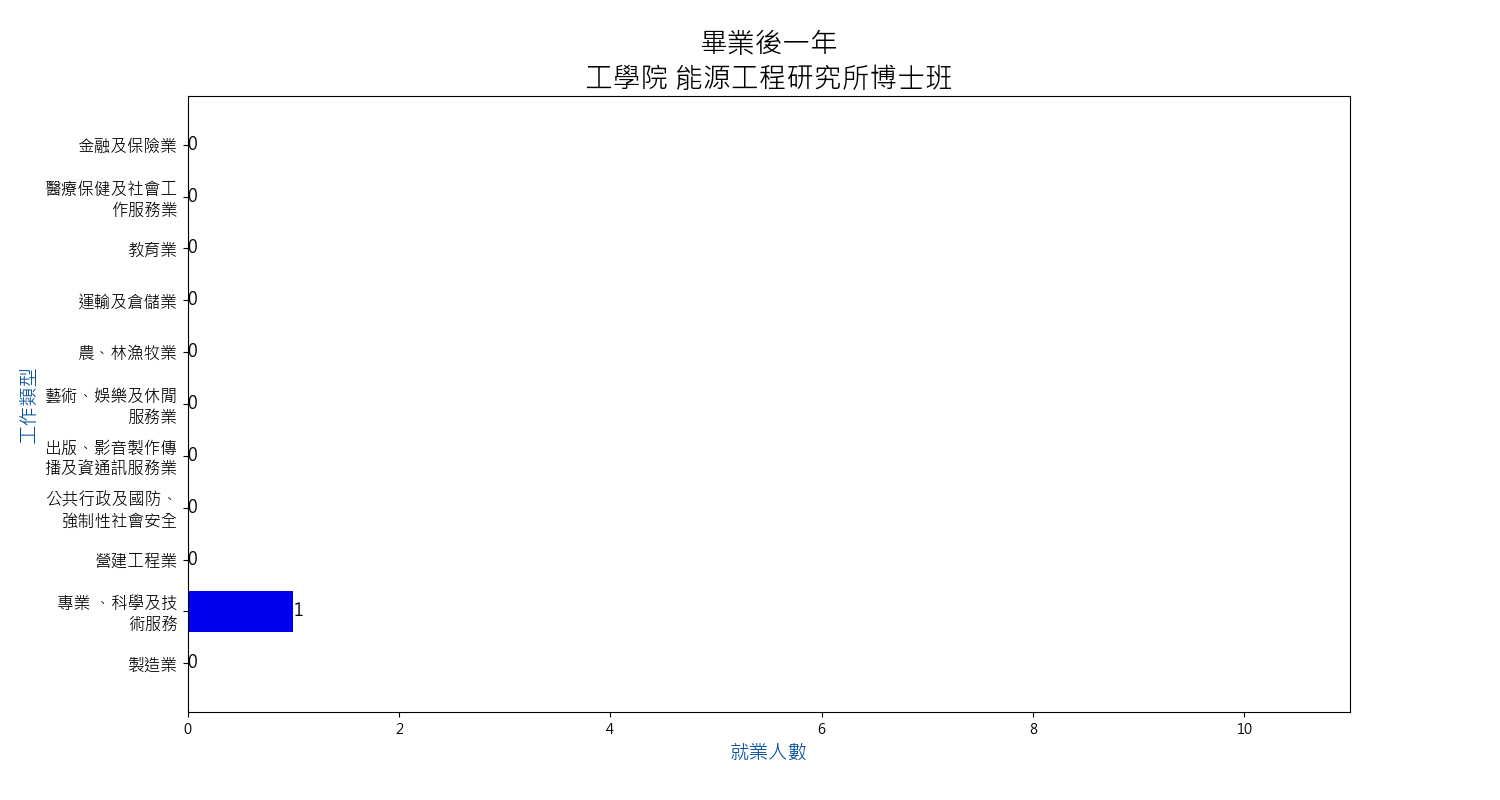 畢業後一年
工學院 能源工程研究所博士班
金融及保險業
0
醫療保健及社會工
作服務業
0
教育業
0
運輸及倉儲業
0
農、林漁牧業
0
藝術、娛樂及休閒
服務業
0
出版、影音製作傳
播及資通訊服務業
0
公共行政及國防、
強制性社會安全
0
營建工程業
0
專業 、科學及技
術服務
1
製造業
0
工作類型
0 2 4 6 8 10
就業人數